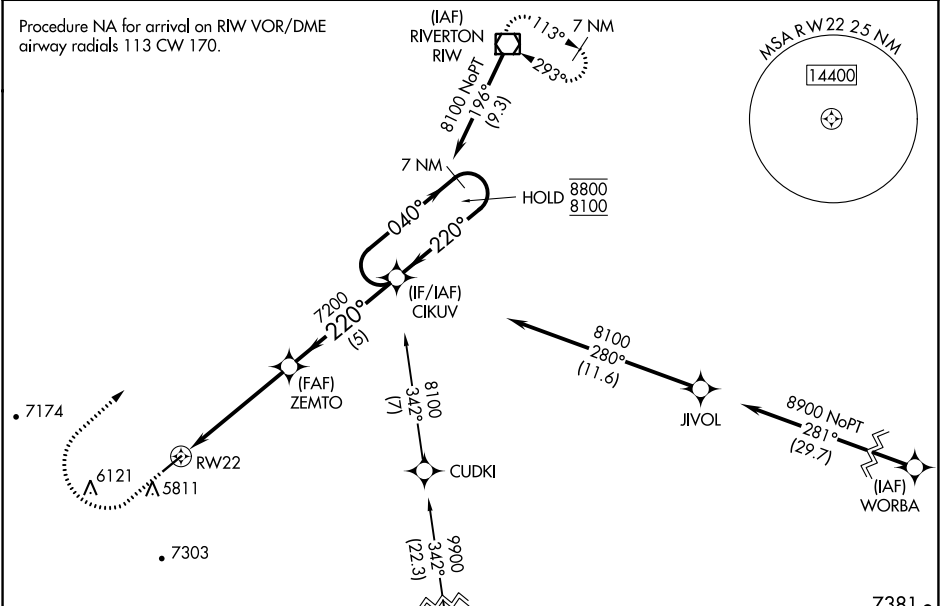 Procedure NA for arrival on RIW VOR/DME
airway radials 113 CW 170.
(IAF)
RIVERTON
RIW
113°
7 NM
293°
8100 NoPT
196°
(9.3)
MSA RW22 25 NM
14400
7 NM
HOLD
8800
8100
040°
220°
(IF/IAF)
CIKUV
7200
220°
(5)
(FAF)
ZEMTO
8100
342°
(7)
8100
280°
(11.6)
JIVOL
8900 NoPT
281°
(29.7)
(IAF)
WORBA
7174
RW22
6121
5811
CUDKI
7303
9900
342°
(22.3)
7381